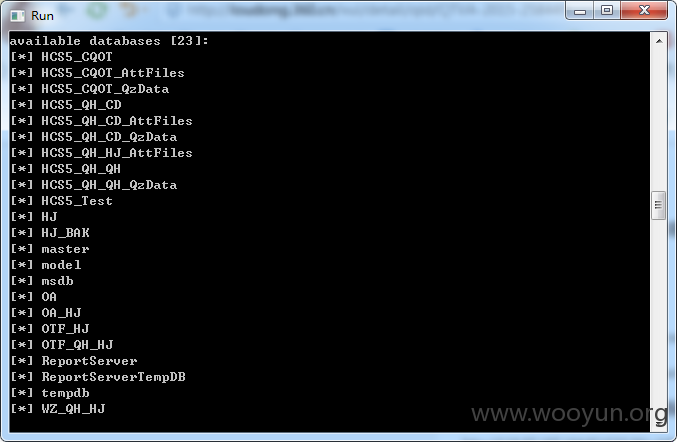 Run
available databases [23]:
[*] HCS5_CQOT
[*] HCS5_CQOT_AttFiles
[*] HCS5_CQOT_QzData
[*] HCS5_QH_CD
[*] HCS5_QH_CD_AttFiles
[*] HCS5_QH_CD_QzData
[*] HCS5_QH_HJ_AttFiles
[*] HCS5_QH_QH
[*] HCS5_QH_QH_QzData
[*] HCS5_Test
[*] HJ
[*] HJ_BAK
[*] master
[*] model
[*] msdb
[*] OA
[*] OA_HJ
[*] OTF_HJ
[*] OTF_QH_HJ
[*] ReportServer
[*] ReportServerTempDB
[*] tempdb
[*] WZ_QH_HJ
www.wooyun.org